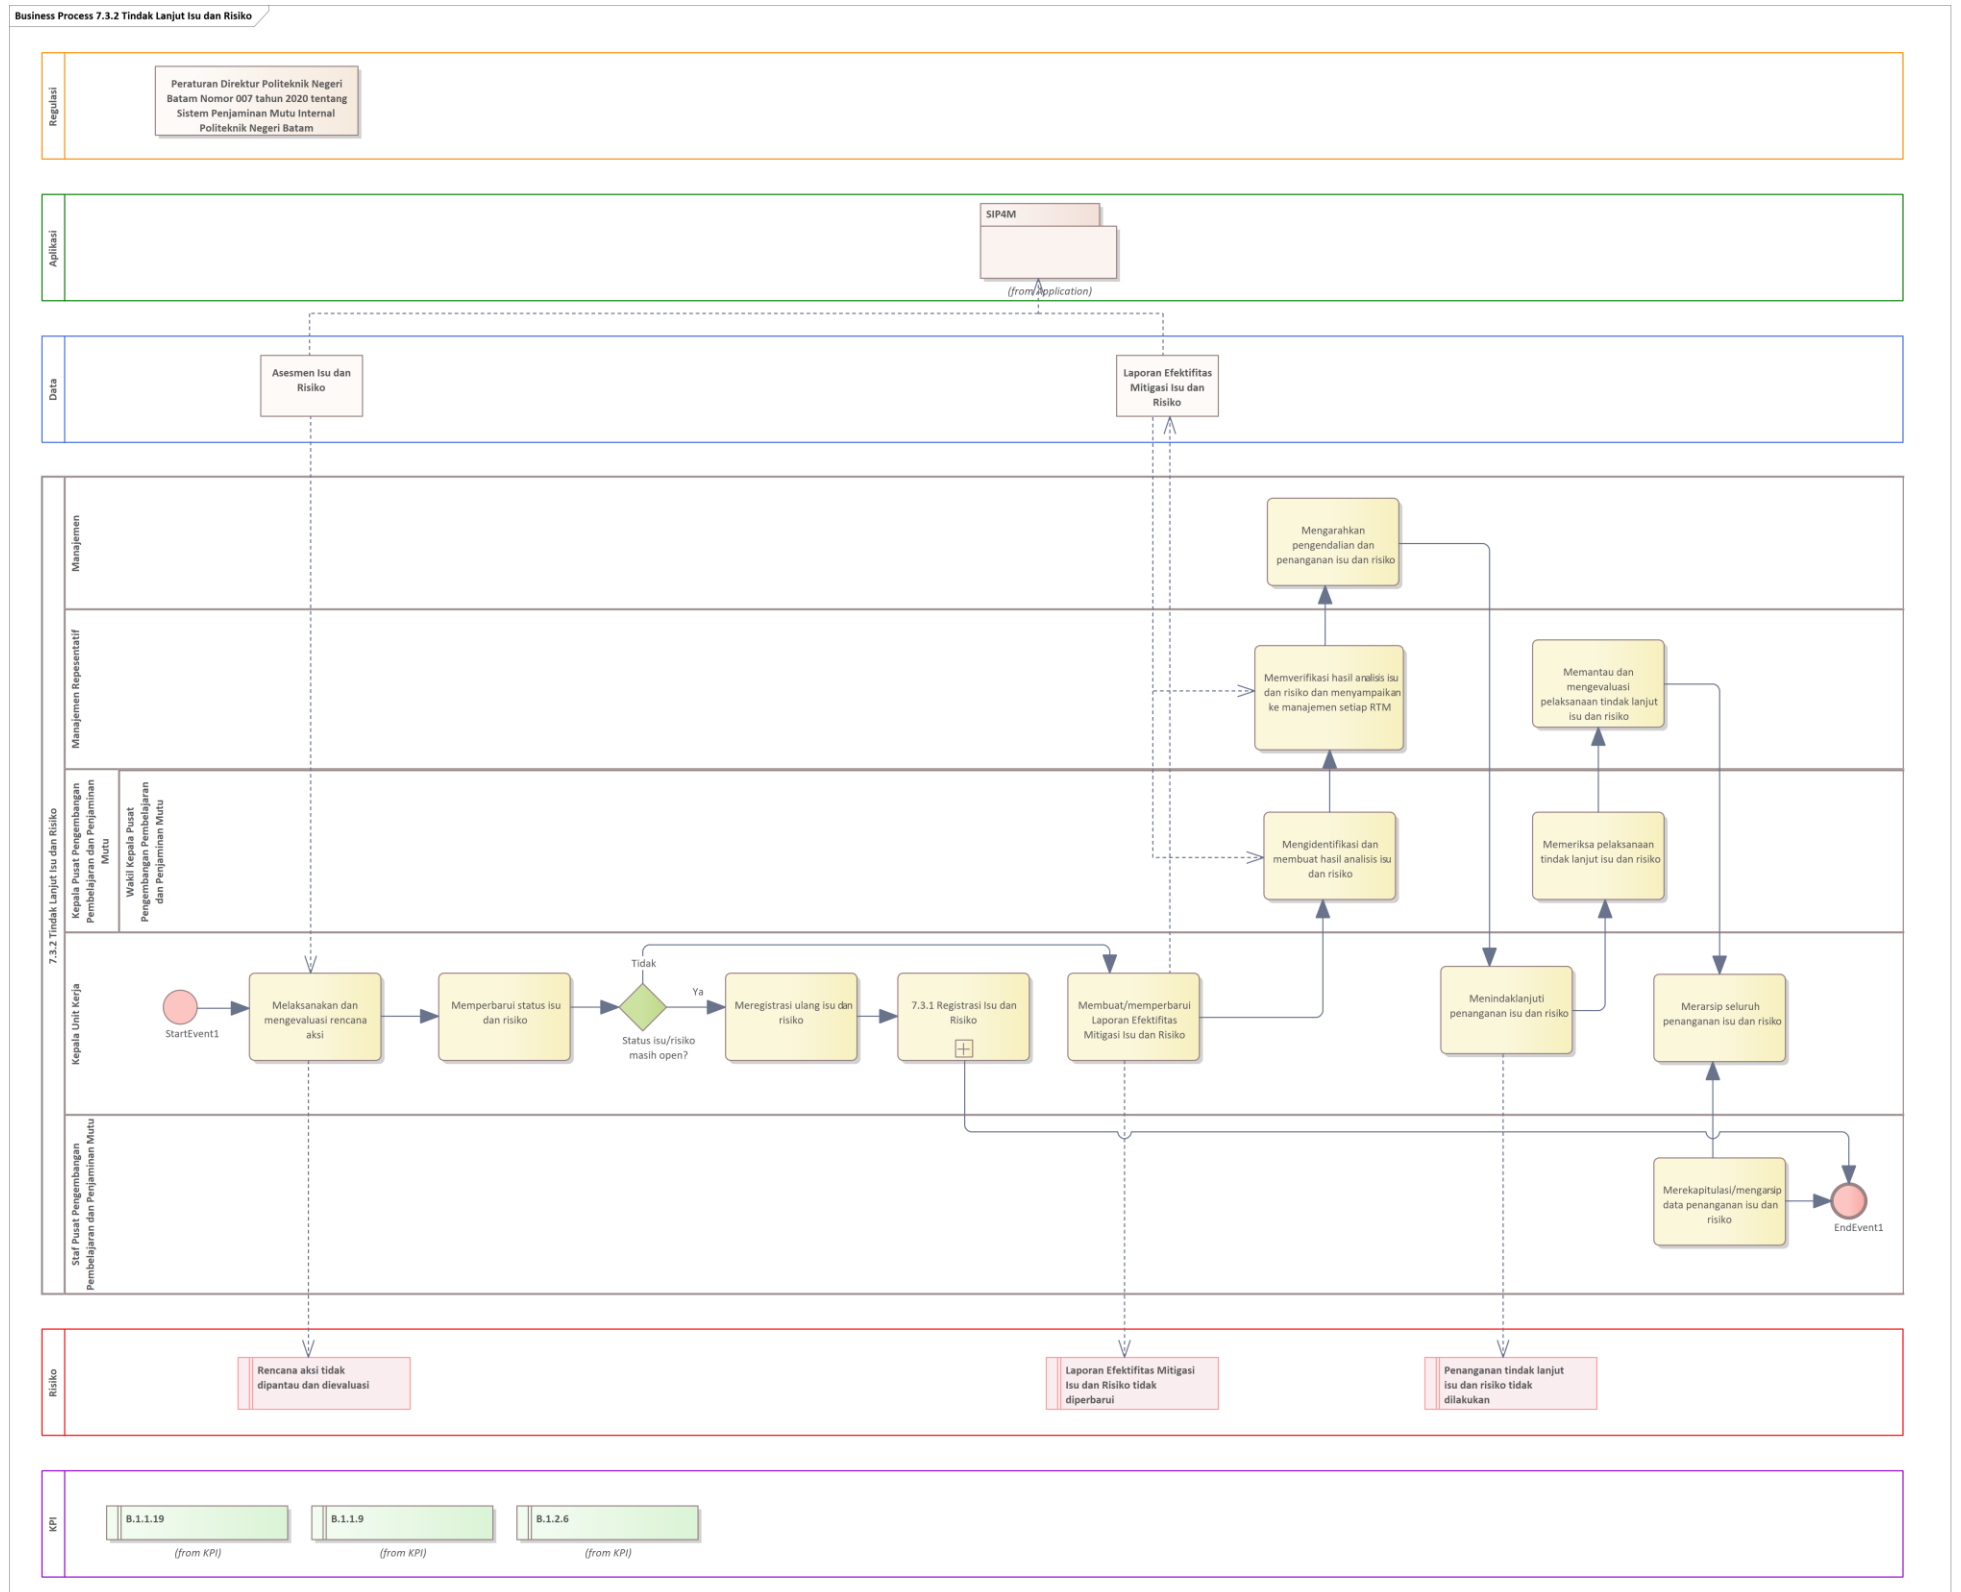 Business Process 7.3.2 Tindak Lanjut Isu dan Risiko
Regulasi
Peraturan Direktur Politeknik Negeri
Batam Nomor 007 tahun 2020 tentang
Sistem Penjaminan Mutu Internal
Politeknik Negeri Batam
Aplikasi
SIP4M
(from Application)
Data
Asesmen Isu dan
Risiko
Laporan Efektifitas
Mitigasi Isu dan
Risiko
7.3.2 Tindak Lanjut Isu dan Risiko
Manajemen
Mengarahkan
pengendalian dan
penanganan isu dan risiko
Manajemen Repesentatif
Memverifikasi hasil analisis isu
dan risiko dan menyampaikan
ke manajemen setiap RTM
Memantau dan
mengevaluasi
pelaksanaan tindak lanjut
isu dan risiko
Kepala Pusat Pengembangan
Pembelajaran dan Penjaminan
Mutu
Wakil Kepala Pusat
Pengembangan Pembelajaran
dan Penjaminan Mutu
Mengidentifikasi dan
membuat hasil analisis isu
dan risiko
Memeriksa pelaksanaan
tindak lanjut isu dan risiko
Kepala Unit Kerja
StartEvent1
Melaksanakan dan
mengevaluasi rencana
aksi
Memperbarui status isu
dan risiko
Tidak
Ya
Status isu/risiko
masih open?
Meregistrasi ulang isu dan
risiko
7.3.1 Registrasi Isu dan
Risiko
Membuat/memperbarui
Laporan Efektifitas
Mitigasi Isu dan Risiko
Menindaklanjuti
penanganan isu dan risiko
Merarsip seluruh
penanganan isu dan risiko
Staf Pusat Pengembangan
Pembelajaran dan Penjaminan Mutu
Merekapitulasi/mengarsip
data penanganan isu dan
risiko
EndEvent1
Risiko
Rencana aksi tidak
dipantau dan dievaluasi
Laporan Efektifitas Mitigasi
Isu dan Risiko tidak
diperbarui
Penanganan tindak lanjut
isu dan risiko tidak
dilakukan
KPI
B.1.1.19
(from KPI)
B.1.1.9
(from KPI)
B.1.2.6
(from KPI)